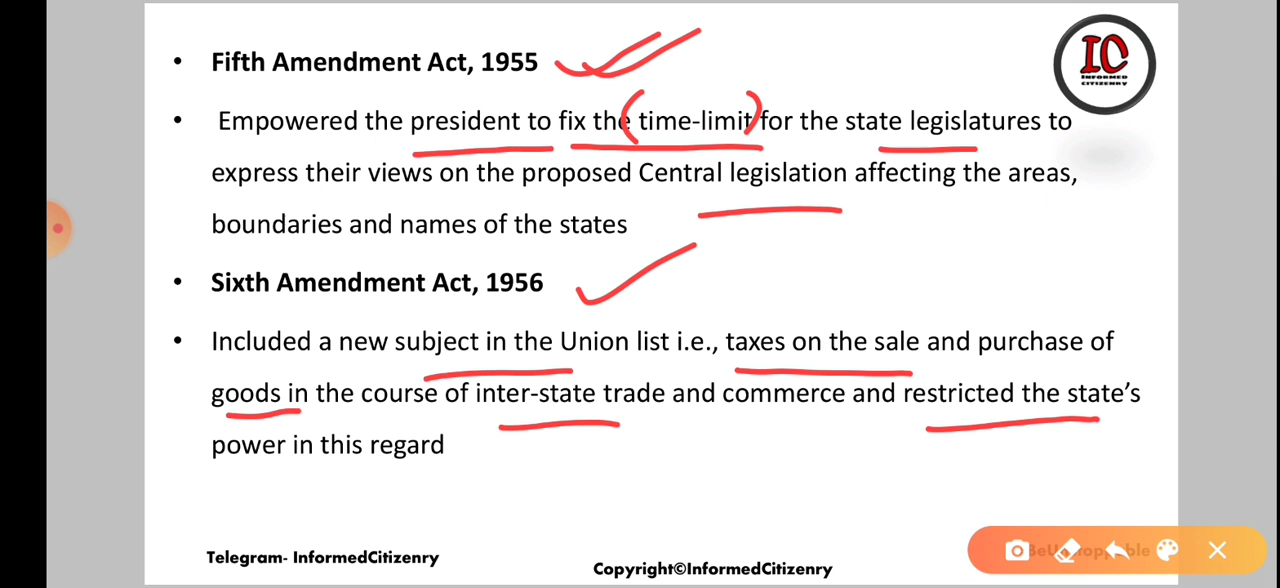 Fifth Amendment Act, 1955
IC
INFORMED
CITIZENRY
Empowered the president to fix the time-limit for the state legislatures to
express their views on the proposed Central legislation affecting the areas,
boundaries and names of the states
Sixth Amendment Act, 1956
Included a new subject in the Union list i.e., taxes on the sale and purchase of
goods in the course of inter-state trade and commerce and restricted the state's
power in this regard
Telegram- InformedCitizenry
Copyright©InformedCitizenry